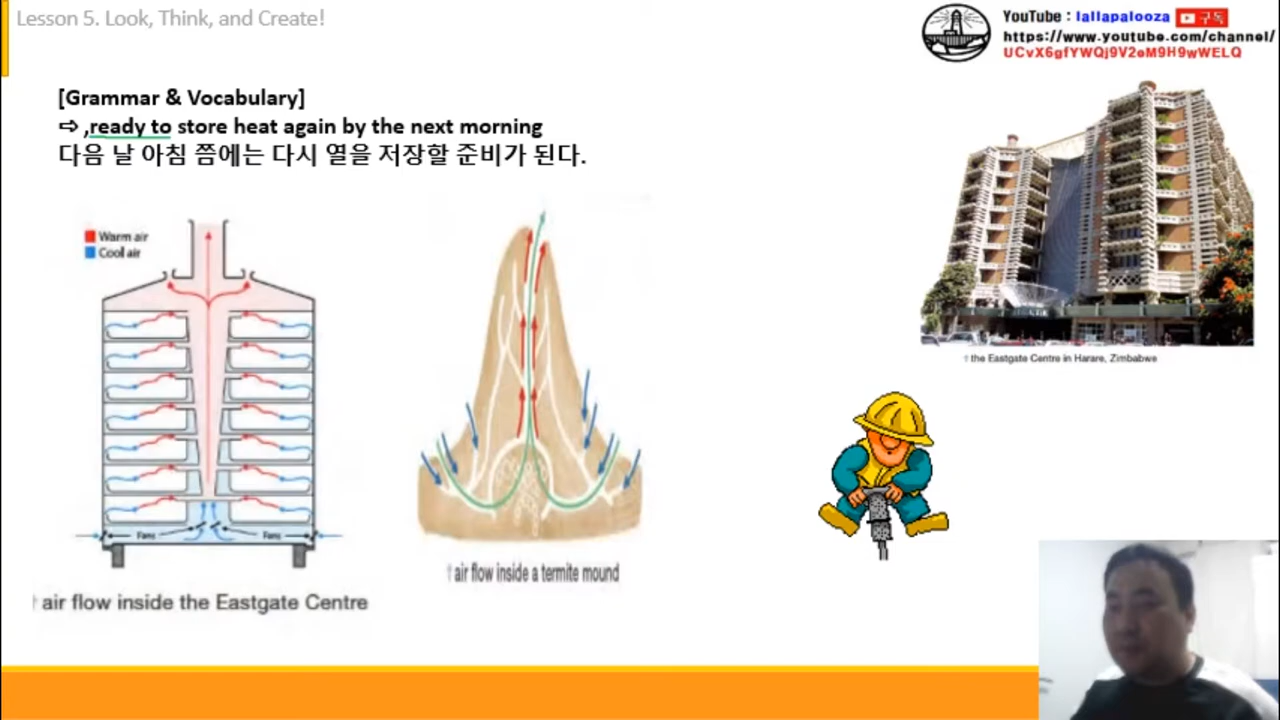 Lesson 5. Look, Think, and Create!
YouTube : lallapalooza 구독
https://www.youtube.com/channel/
UCvX6gfYWQj9V2eM9H9wWELQ
[Grammar & Vocabulary]
⇨ ,ready to store heat again by the next morning
다음 날 아침 쯤에는 다시 열을 저장할 준비가 된다.
Warm air
Cool air
Fans
Fans
↑ air flow inside the Eastgate Centre
↑ air flow inside a termite mound
↑ the Eastgate Centre in Harare, Zimbabwe